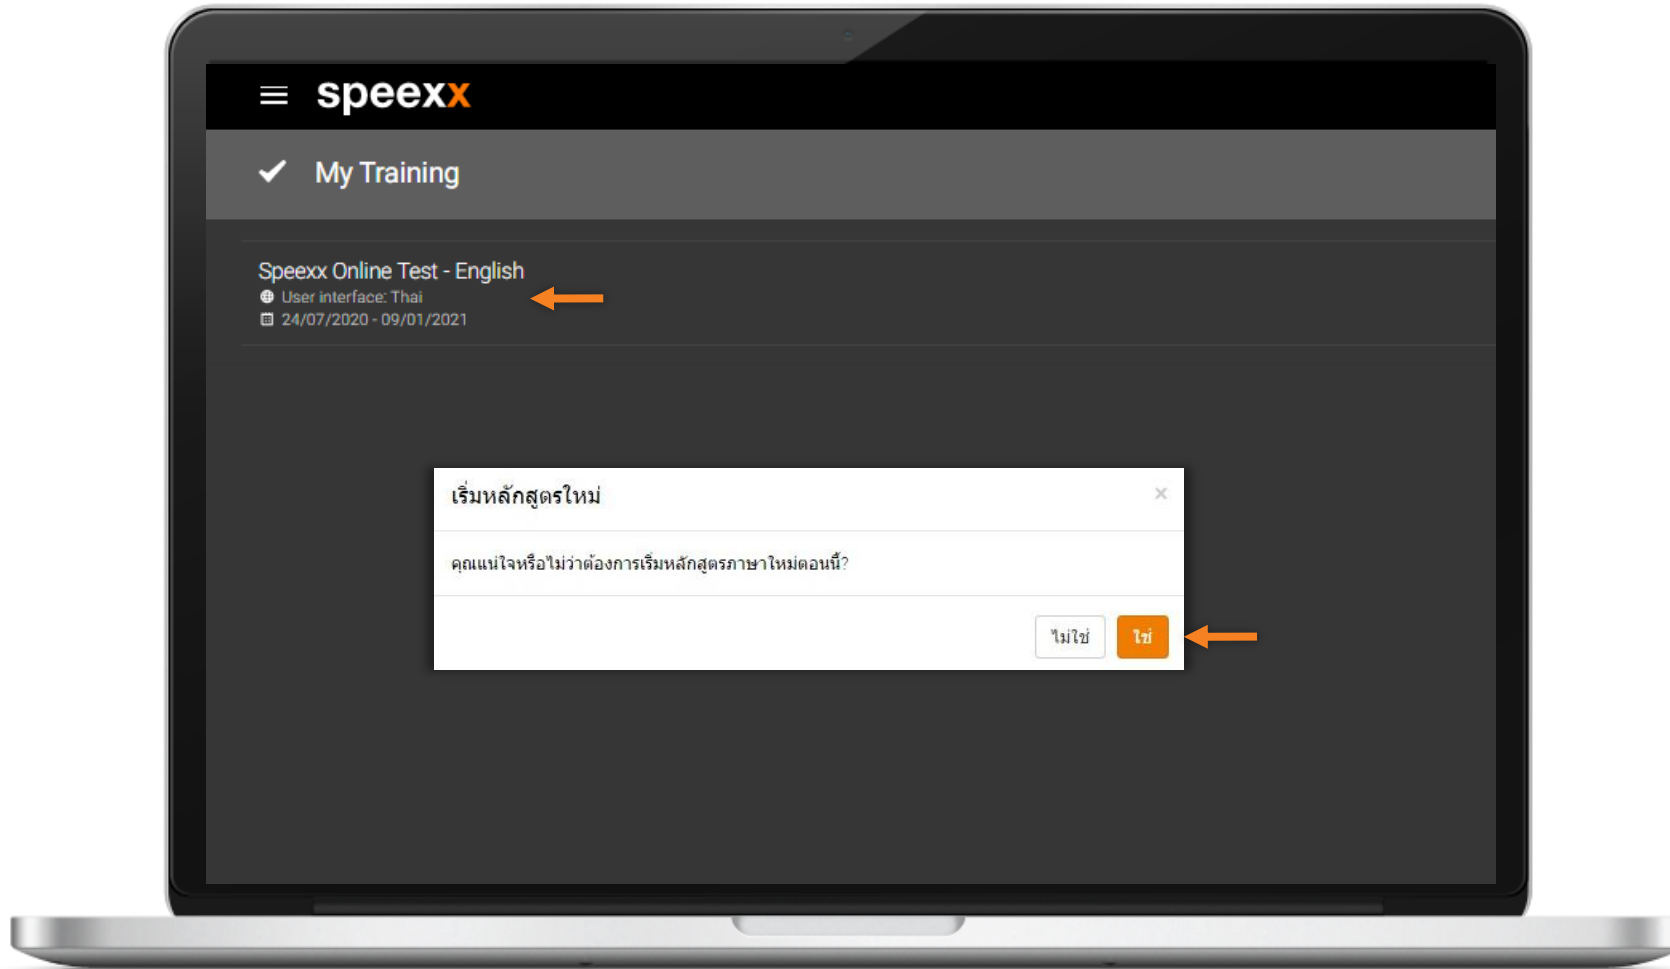 speexx
My Training
Speexx Online Test - English
User interface: Thai
24/07/2020 - 09/01/2021
เริ่มหลักสูตรใหม่ ×
คุณแน่ใจหรือไม่ว่าต้องการเริ่มหลักสูตรภาษาใหม่ตอนนี้?
ไม่ใช่ ใช่